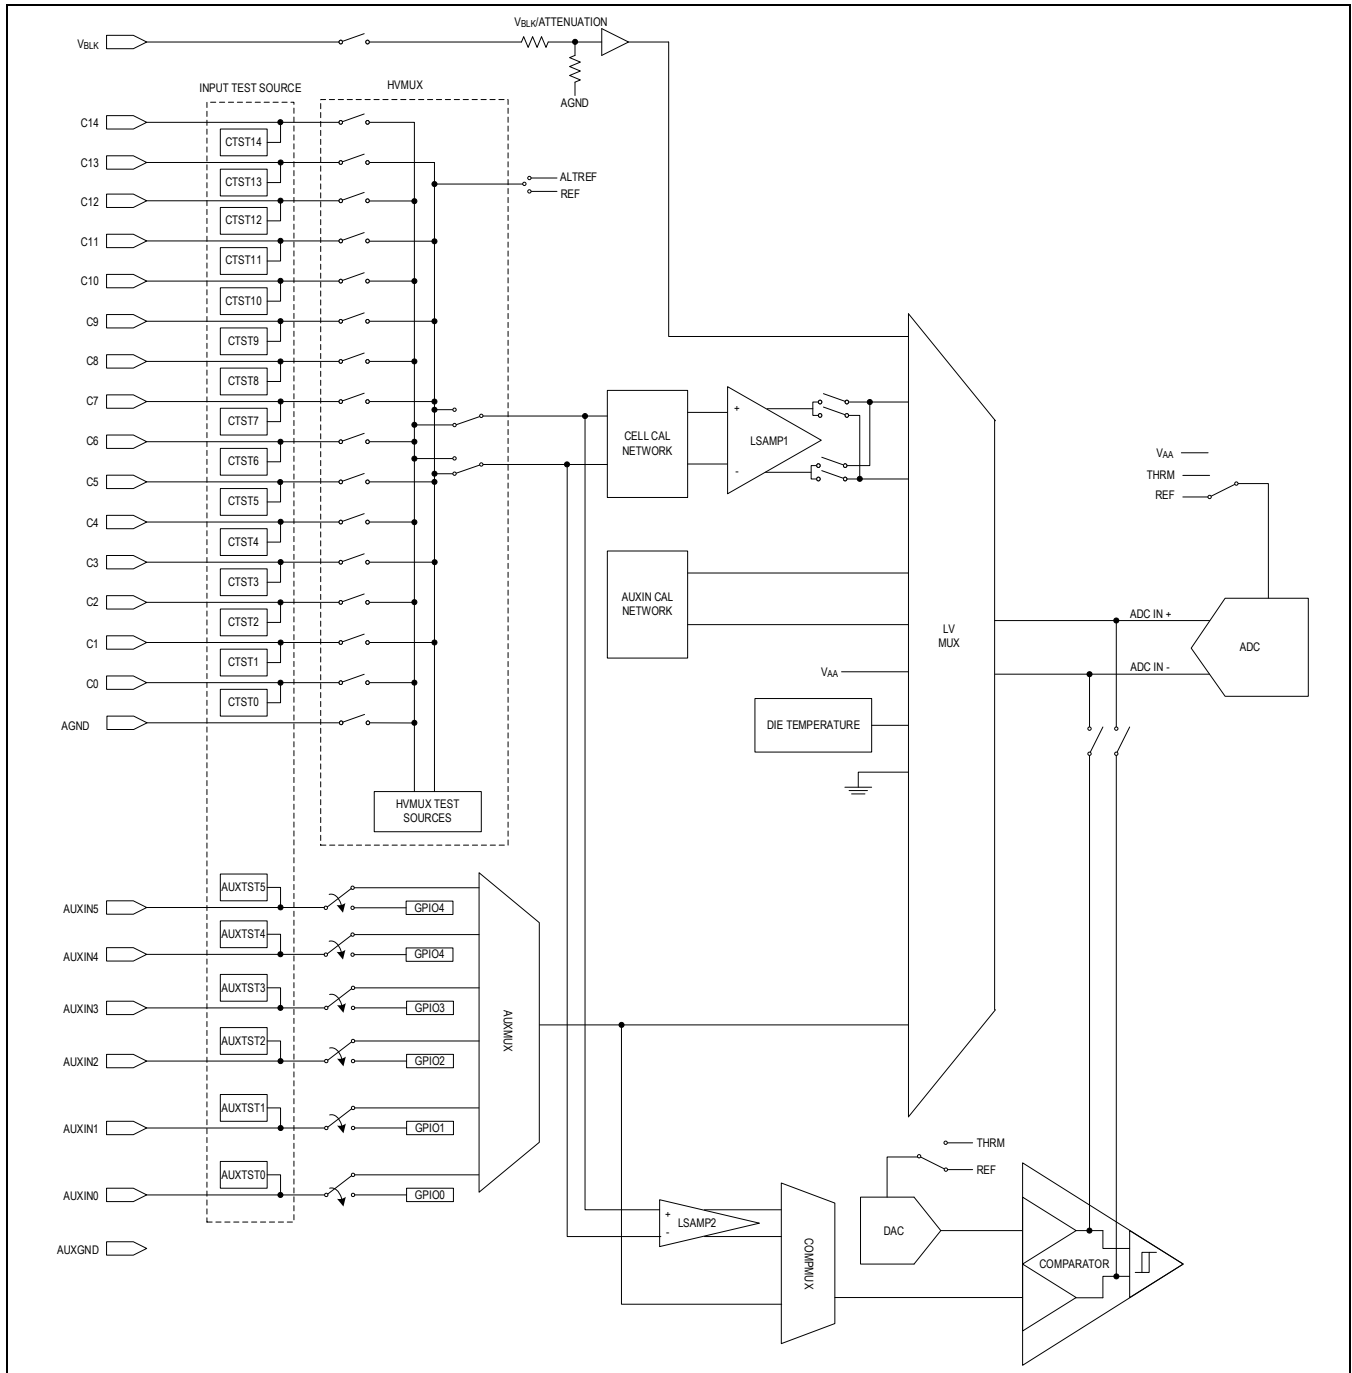 VBLK/ATTENUATION
VBLK
AGND
INPUT TEST SOURCE
HVMUX
C14
CTST14
C13
CTST13
ALTREF
REF
C12
CTST12
C11
CTST11
C10
CTST10
C9
CTST9
C8
CTST8
C7
CTST7
C6
CTST6
C5
CTST5
C4
CTST4
C3
CTST3
C2
CTST2
C1
CTST1
C0
CTST0
AGND
HVMUX TEST
SOURCES
CELL CAL
NETWORK
+
LSAMP1
-
AUXIN CAL
NETWORK
VAA
DIE TEMPERATURE
LV
MUX
VAA
THRM
REF
ADC IN +
ADC IN -
ADC
AUXTST5
AUXIN5
GPIO4
AUXTST4
AUXIN4
GPIO4
AUXTST3
AUXIN3
GPIO3
AUXTST2
AUXIN2
GPIO2
AUXTST1
AUXIN1
GPIO1
AUXTST0
AUXIN0
GPIO0
AUXGND
AUXMUX
+
LSAMP2
-
COMPMUX
THRM
REF
DAC
COMPARATOR